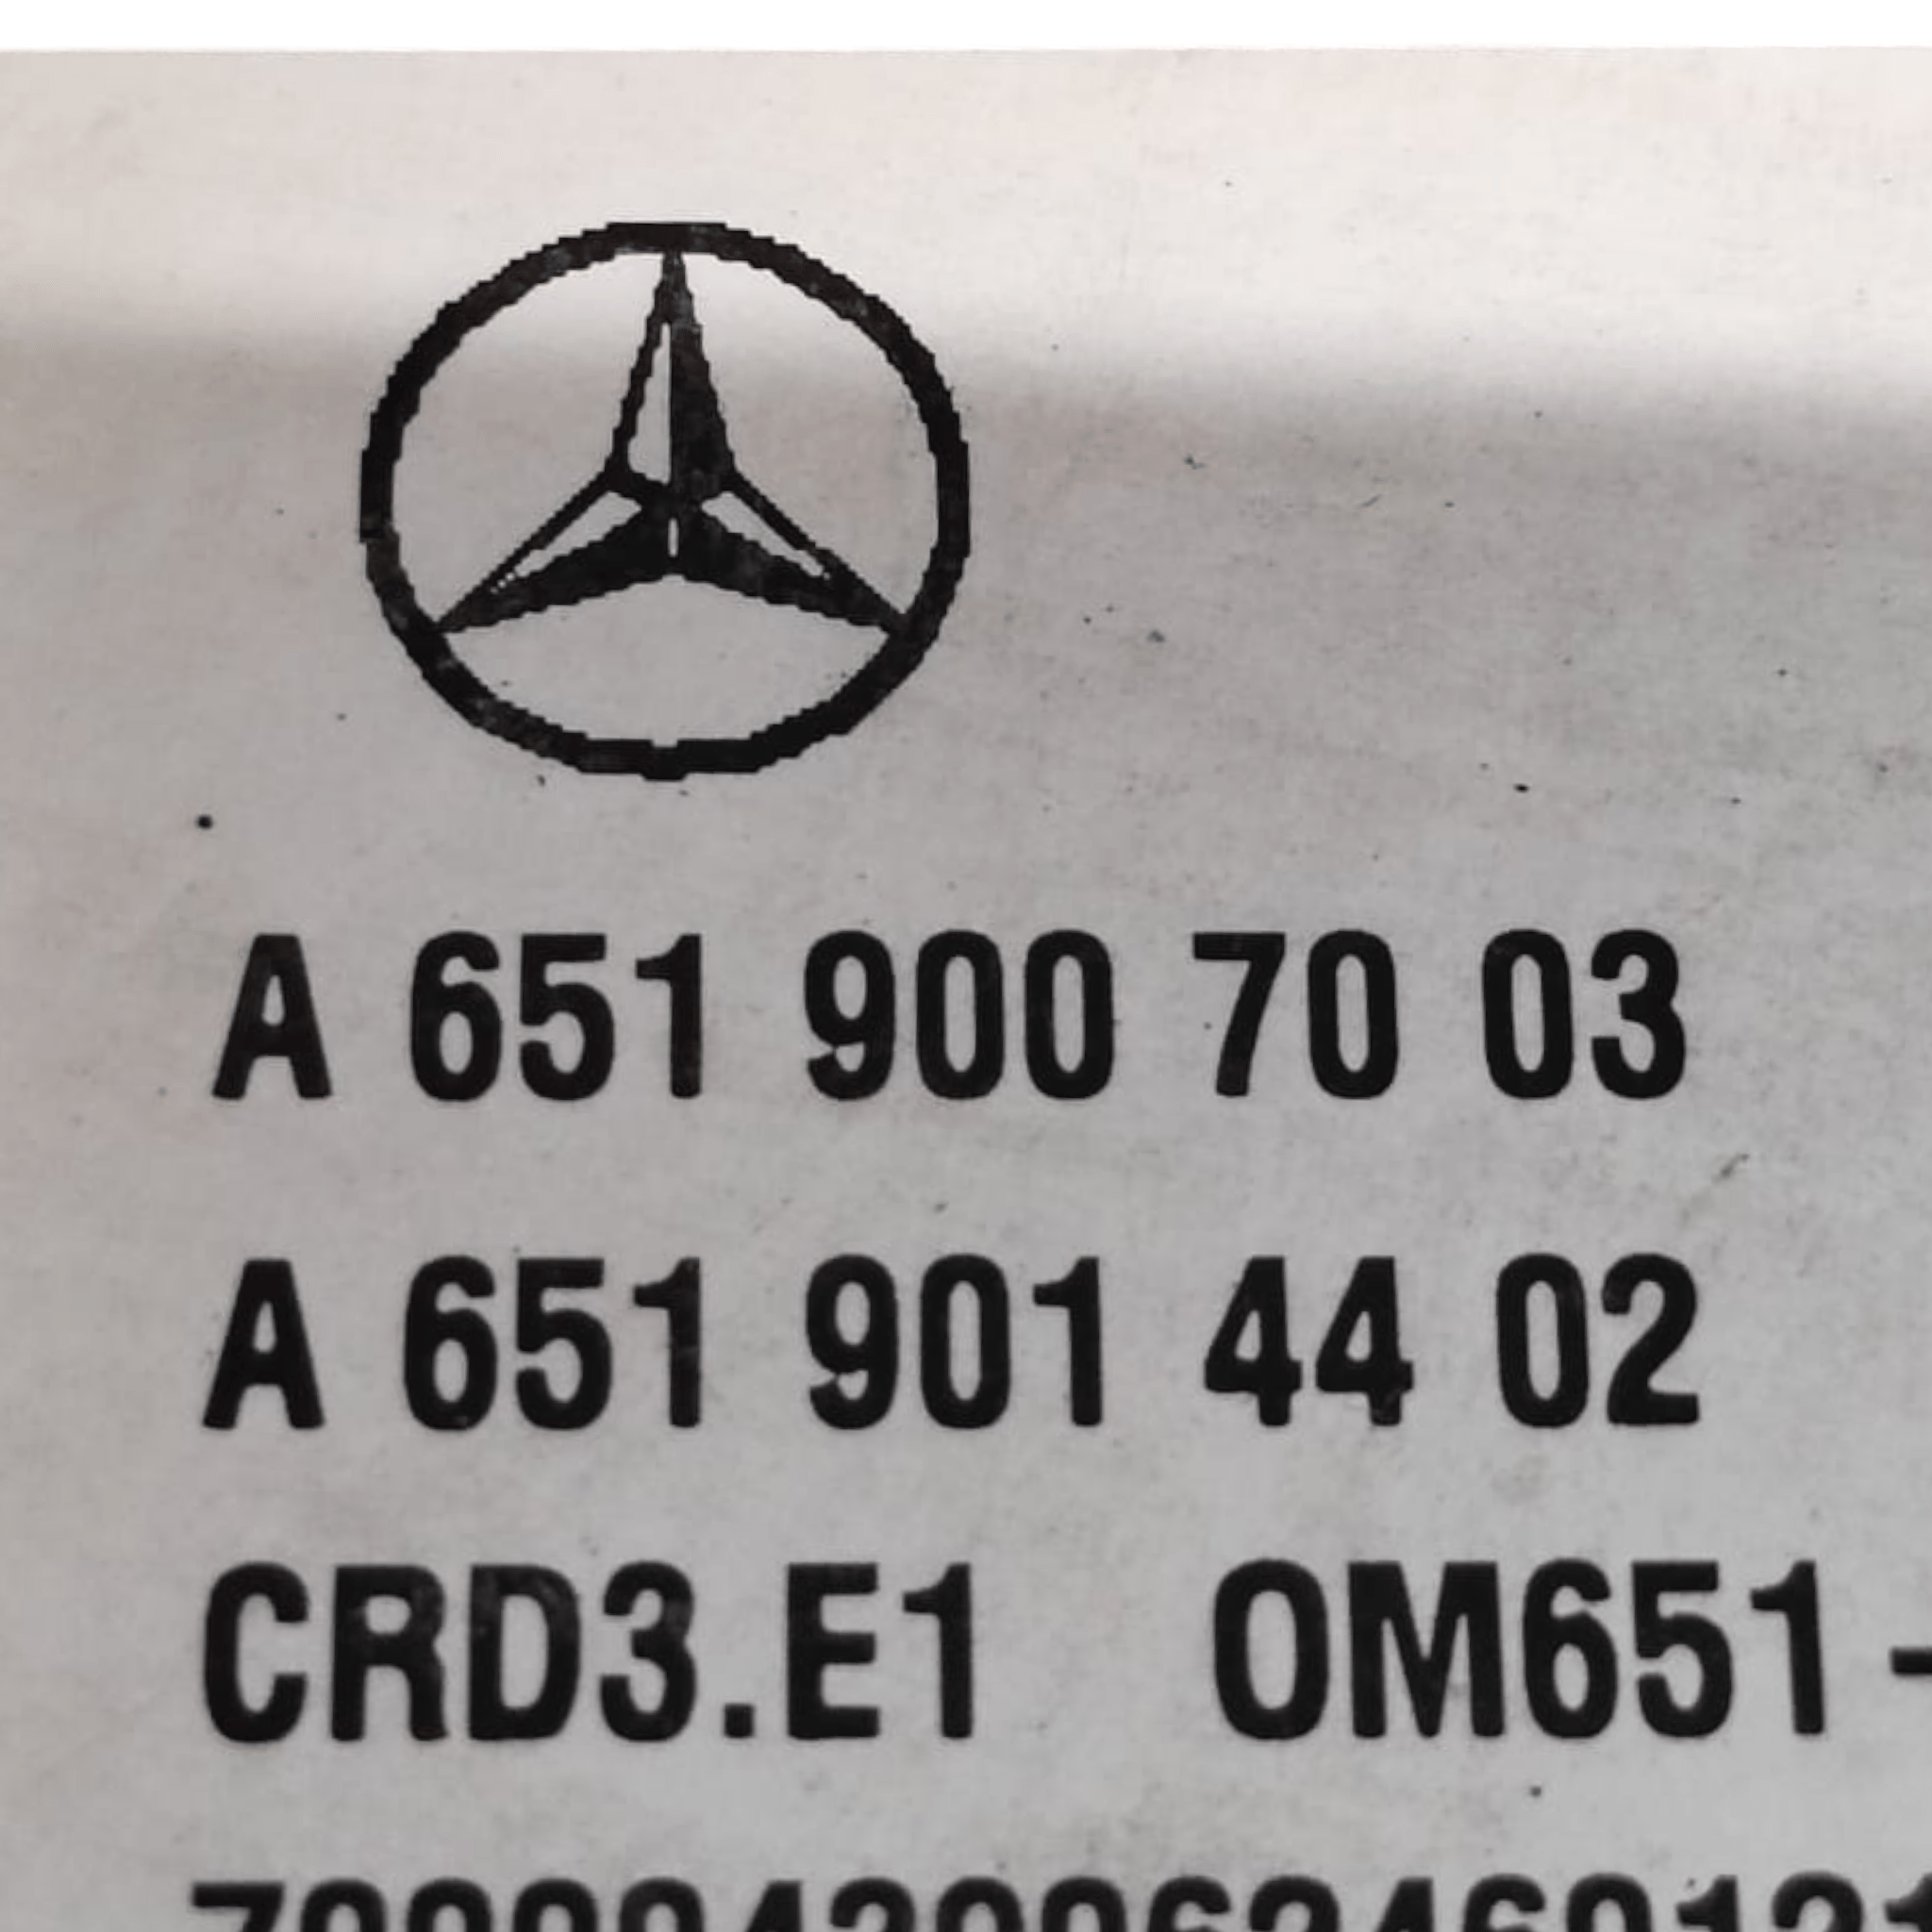 A 651 900 70 03
A 651 901 44 02
CRD3.E1 OM651-